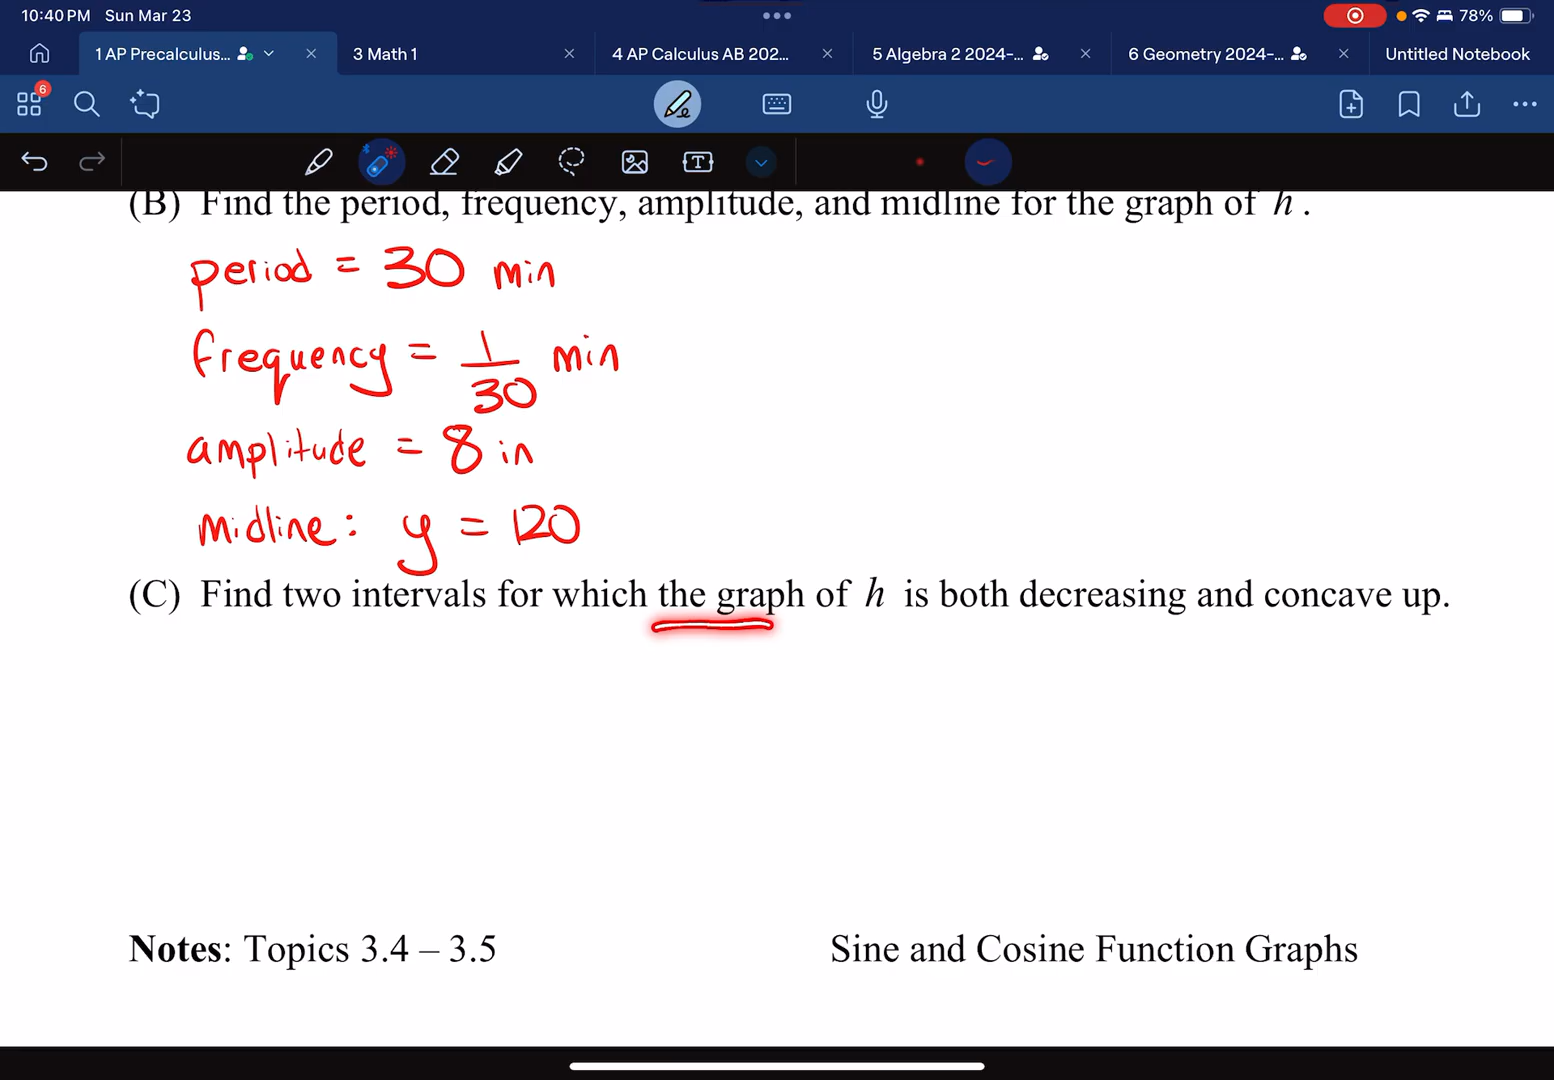 10:40 PM Sun Mar 23
78%
1 AP Precalculus...
3 Math 1
4 AP Calculus AB 202...
5 Algebra 2 2024-...
6 Geometry 2024-...
Untitled Notebook
6
T
(B) Find the period, frequency, amplitude, and midline for the graph of h.
period = 30 min
frequency = 1/30 min
amplitude = 8 in
midline: y = 120
(C) Find two intervals for which the graph of h is both decreasing and concave up.
Notes: Topics 3.4 – 3.5
Sine and Cosine Function Graphs